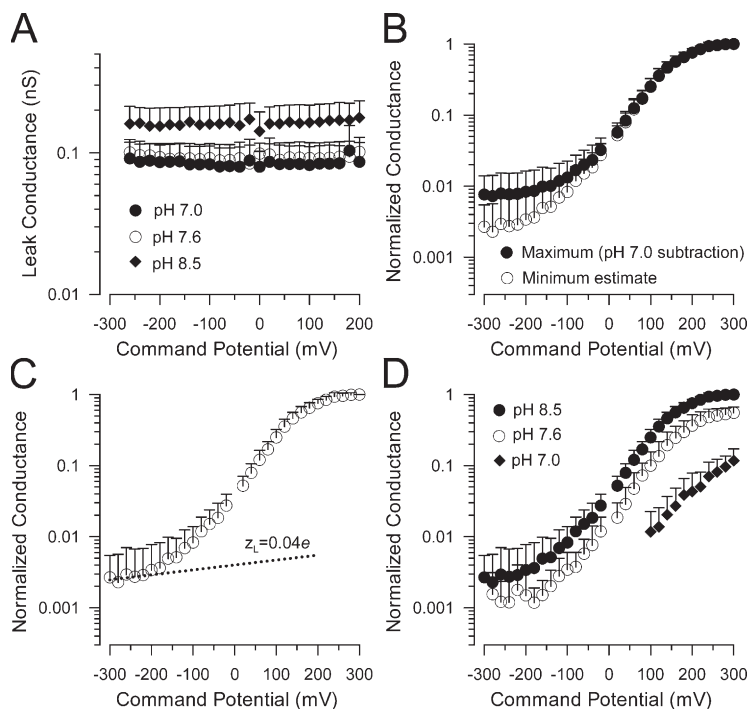 A
Leak Conductance (nS)
0.1
0.01
pH 7.0
pH 7.6
pH 8.5
-300 -200 -100 0 100 200
Command Potential (mV)
B
Normalized Conductance
1
0.1
0.01
0.001
Maximum (pH 7.0 subtraction)
Minimum estimate
-300 -200 -100 0 100 200 300
Command Potential (mV)
C
Normalized Conductance
1
0.1
0.01
0.001
zL=0.04e
-300 -200 -100 0 100 200 300
Command Potential (mV)
D
Normalized Conductance
1
0.1
0.01
0.001
pH 8.5
pH 7.6
pH 7.0
-300 -200 -100 0 100 200 300
Command Potential (mV)